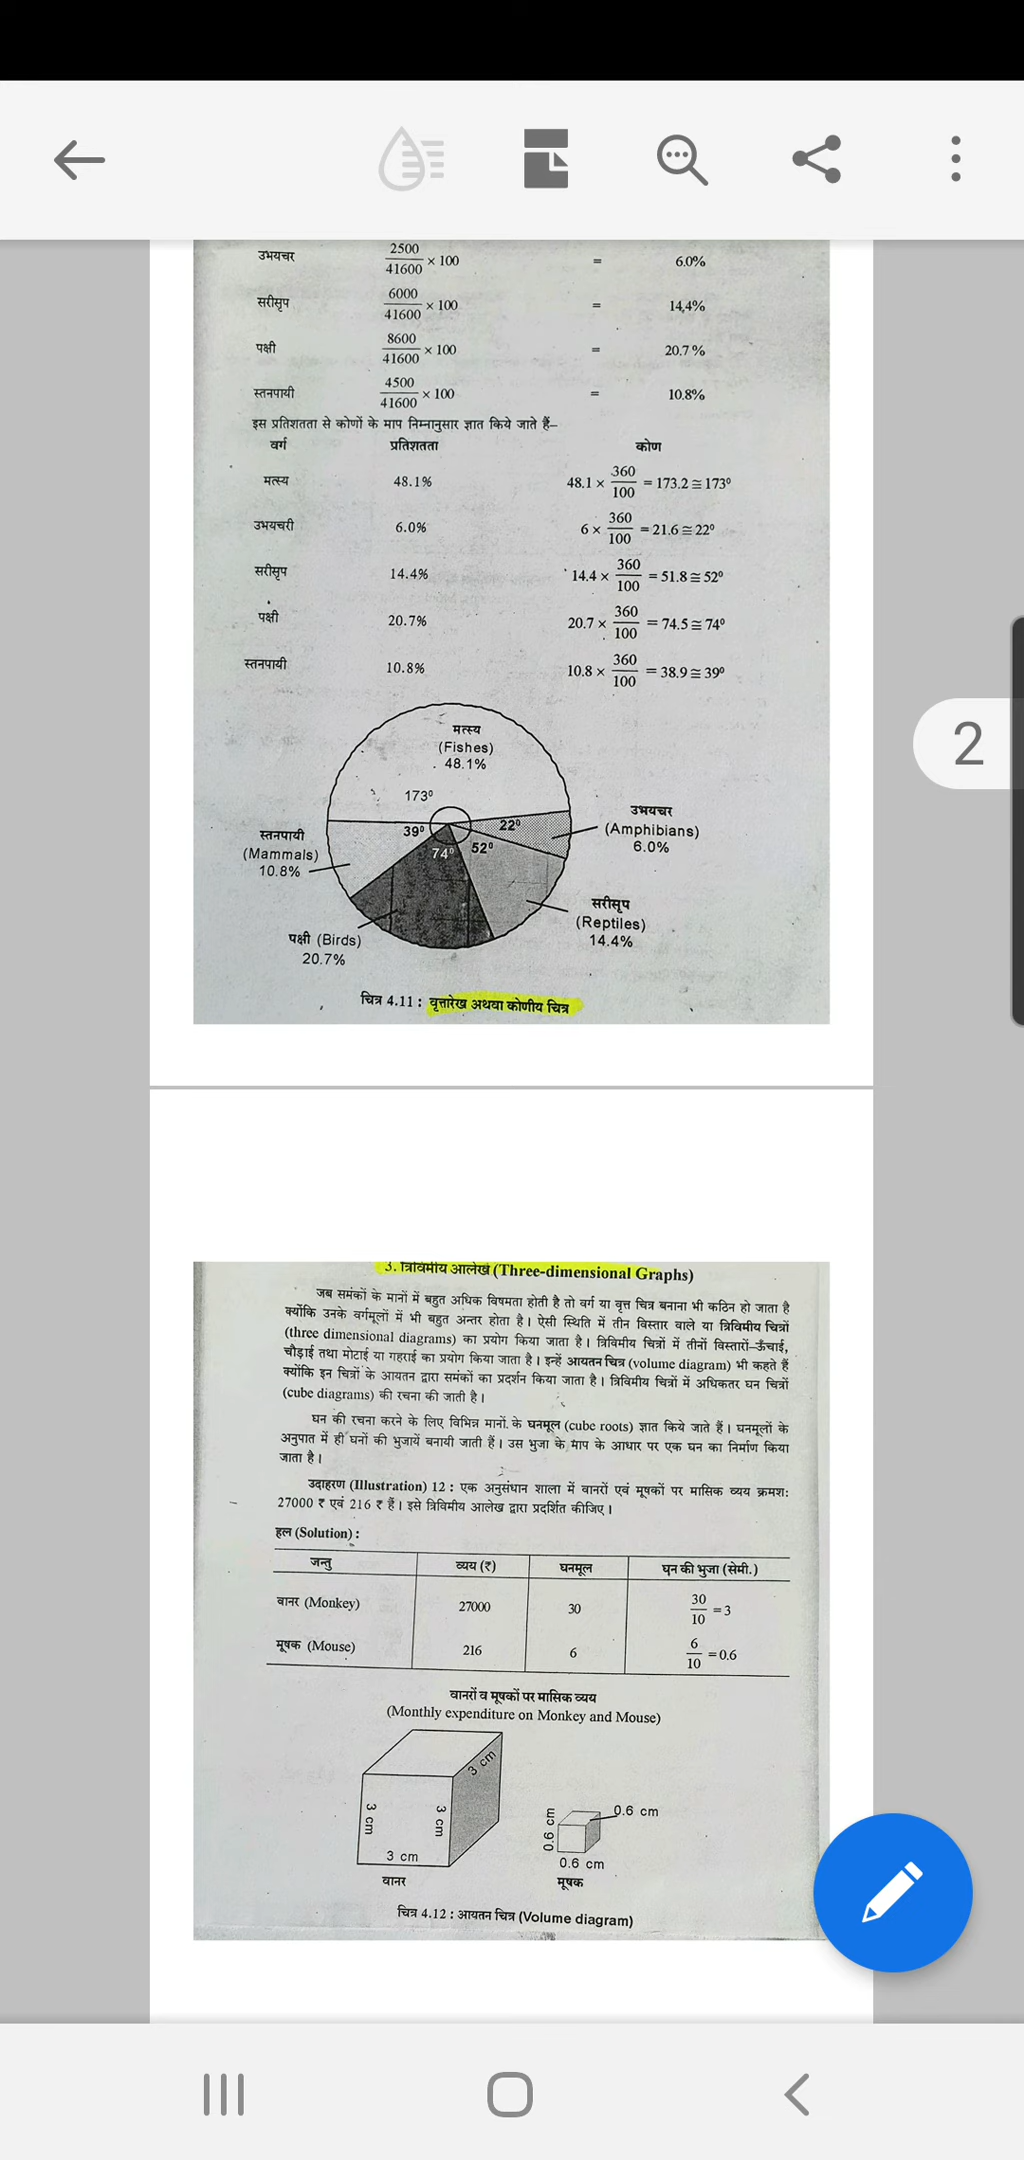 उभयचर 2500/41600 × 100 = 6.0%
सरीसृप 6000/41600 × 100 = 14.4%
पक्षी 8600/41600 × 100 = 20.7%
स्तनपायी 4500/41600 × 100 = 10.8%
इस प्रतिशतता से कोणों के माप निम्नानुसार ज्ञात किये जाते हैं–
वर्ग प्रतिशतता कोण
मत्स्य 48.1% 48.1 × 360/100 = 173.2 ≅ 173⁰
उभयचरी 6.0% 6 × 360/100 = 21.6 ≅ 22⁰
सरीसृप 14.4% 14.4 × 360/100 = 51.8 ≅ 52⁰
पक्षी 20.7% 20.7 × 360/100 = 74.5 ≅ 74⁰
स्तनपायी 10.8% 10.8 × 360/100 = 38.9 ≅ 39⁰
मत्स्य
(Fishes)
48.1%
173⁰
22⁰
39⁰
52⁰
74⁰
उभयचर
(Amphibians)
6.0%
स्तनपायी
(Mammals)
10.8%
सरीसृप
(Reptiles)
14.4%
पक्षी (Birds)
20.7%
चित्र 4.11 : वृत्तारेख अथवा कोणीय चित्र
2
3. त्रिविमीय आलेख (Three-dimensional Graphs)
जब समंकों के मानों में बहुत अधिक विषमता होती है तो वर्ग या वृत्त चित्र बनाना भी कठिन हो जाता है
क्योंकि उनके वर्गमूलों में भी बहुत अन्तर होता है। ऐसी स्थिति में तीन विस्तार वाले या त्रिविमीय चित्रों
(three dimensional diagrams) का प्रयोग किया जाता है। त्रिविमीय चित्रों में तीनों विस्तारों–ऊँचाई,
चौड़ाई तथा मोटाई या गहराई का प्रयोग किया जाता है। इन्हें आयतन चित्र (volume diagram) भी कहते हैं
क्योंकि इन चित्रों के आयतन द्वारा समंकों का प्रदर्शन किया जाता है। त्रिविमीय चित्रों में अधिकतर घन चित्रों
(cube diagrams) की रचना की जाती है।
घन की रचना करने के लिए विभिन्न मानों के घनमूल (cube roots) ज्ञात किये जाते हैं। घनमूलों के
अनुपात में ही घनों की भुजायें बनायी जाती हैं। उस भुजा के माप के आधार पर एक घन का निर्माण किया
जाता है।
उदाहरण (Illustration) 12 : एक अनुसंधान शाला में वानरों एवं मूषकों पर मासिक व्यय क्रमशः
27000 ₹ एवं 216 ₹ हैं। इसे त्रिविमीय आलेख द्वारा प्रदर्शित कीजिए।
हल (Solution) :
जन्तु व्यय (₹) घनमूल घन की भुजा (सेमी.)
वानर (Monkey) 27000 30 30/10 = 3
मूषक (Mouse) 216 6 6/10 = 0.6
वानरों व मूषकों पर मासिक व्यय
(Monthly expenditure on Monkey and Mouse)
3 cm
3 cm
3 cm
3 cm
वानर
0.6 cm
0.6 cm
0.6 cm
मूषक
चित्र 4.12 : आयतन चित्र (Volume diagram)